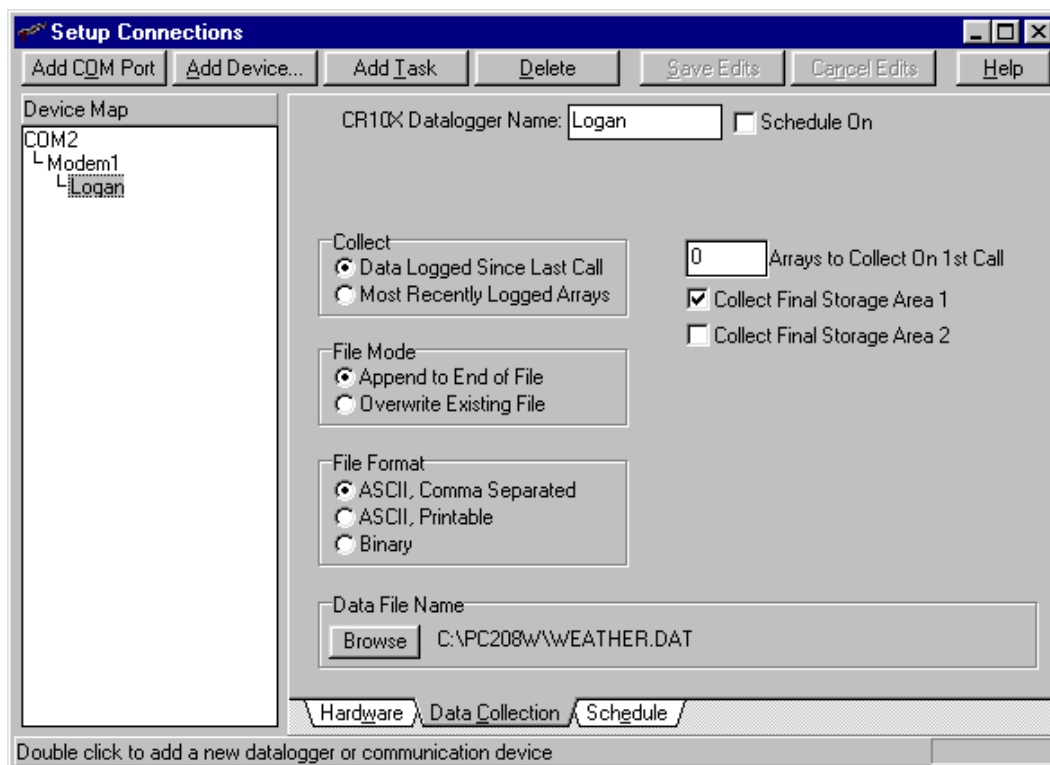 Setup Connections
Add COM Port Add Device... Add Task Delete Save Edits Cancel Edits Help
Device Map
COM2
Modem1
Logan
CR10X Datalogger Name: Logan Schedule On
Collect
Data Logged Since Last Call
Most Recently Logged Arrays
0 Arrays to Collect On 1st Call
Collect Final Storage Area 1
Collect Final Storage Area 2
File Mode
Append to End of File
Overwrite Existing File
File Format
ASCII, Comma Separated
ASCII, Printable
Binary
Data File Name
Browse C:\PC208W\WEATHER.DAT
Hardware Data Collection Schedule
Double click to add a new datalogger or communication device